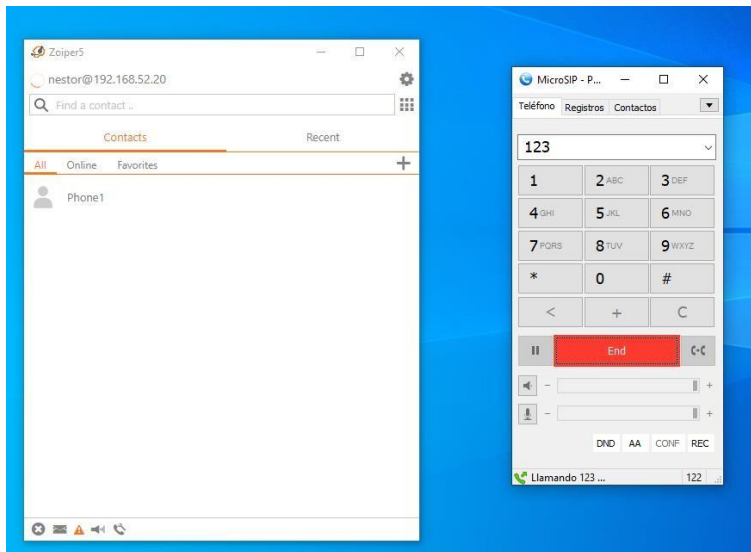 Zoiper5
nestor@192.168.52.20
Find a contact ..
Contacts Recent
All Online Favorites
Phone1
MicroSIP - P...
Teléfono Registros Contactos
123
1 2 ABC 3 DEF
4 GHI 5 JKL 6 MNO
7 PQRS 8 TUV 9 WXYZ
* 0 #
< + C
End
- +
- +
DND AA CONF REC
Llamando 123 ... 122